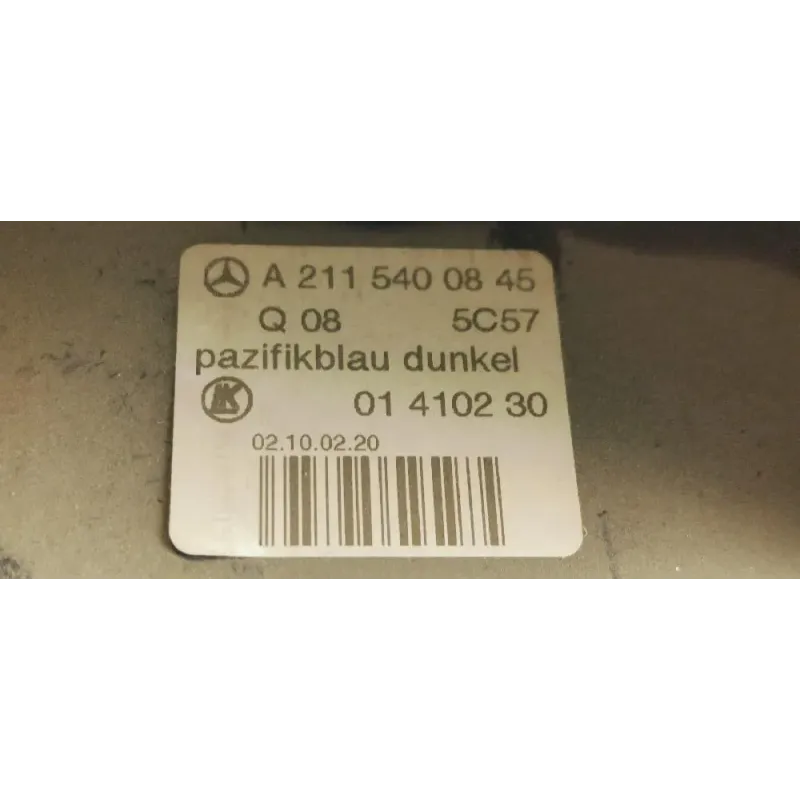 A 211 540 08 45
Q 08 5C57
pazifikblau dunkel
01 4102 30
02.10.02.20